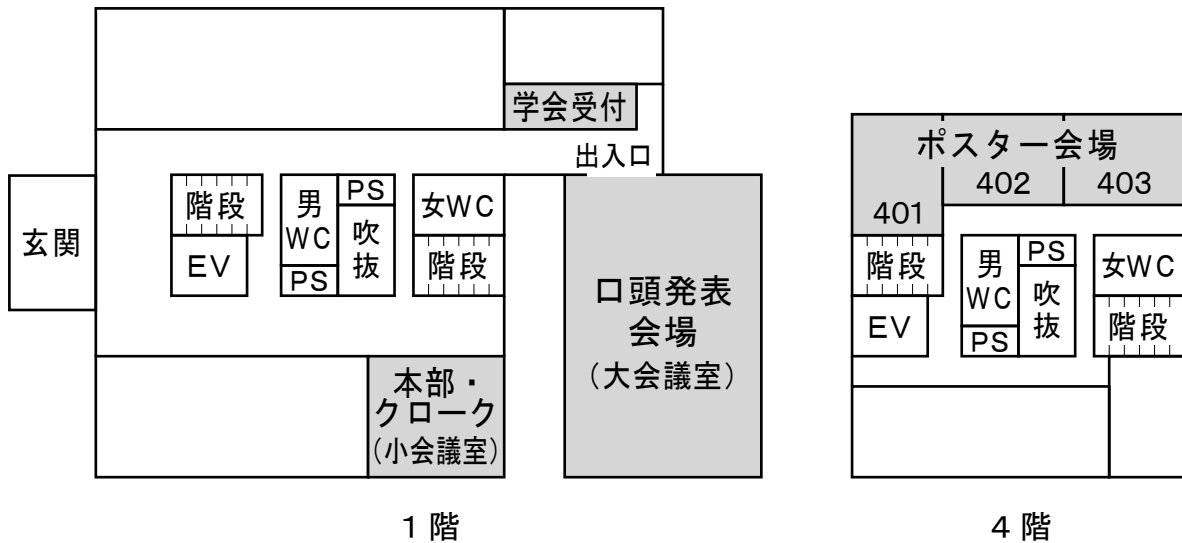 学会受付
出入口
玄関
階段
EV
男
WC
PS
PS
吹
抜
女WC
階段
口頭発表
会場
(大会議室)
本部・
クローク
(小会議室)
1階
ポスター会場
401
402
403
階段
EV
男
WC
PS
PS
吹
抜
女WC
階段
4階